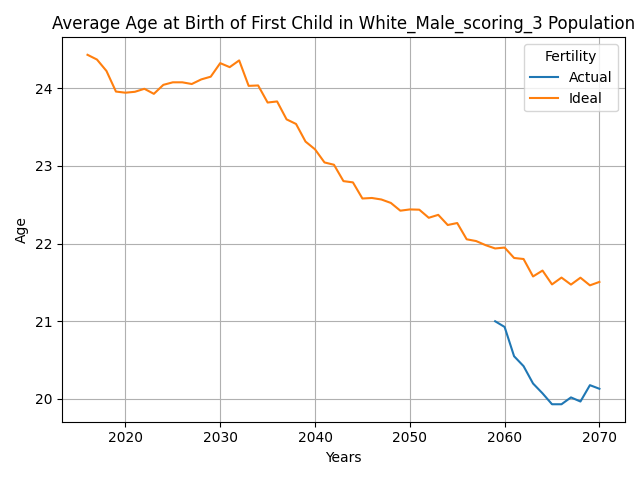 Average Age at Birth of First Child in White_Male_scoring_3 Population
Fertility
Actual
Ideal
Age
24
23
22
21
20
2020 2030 2040 2050 2060 2070
Years